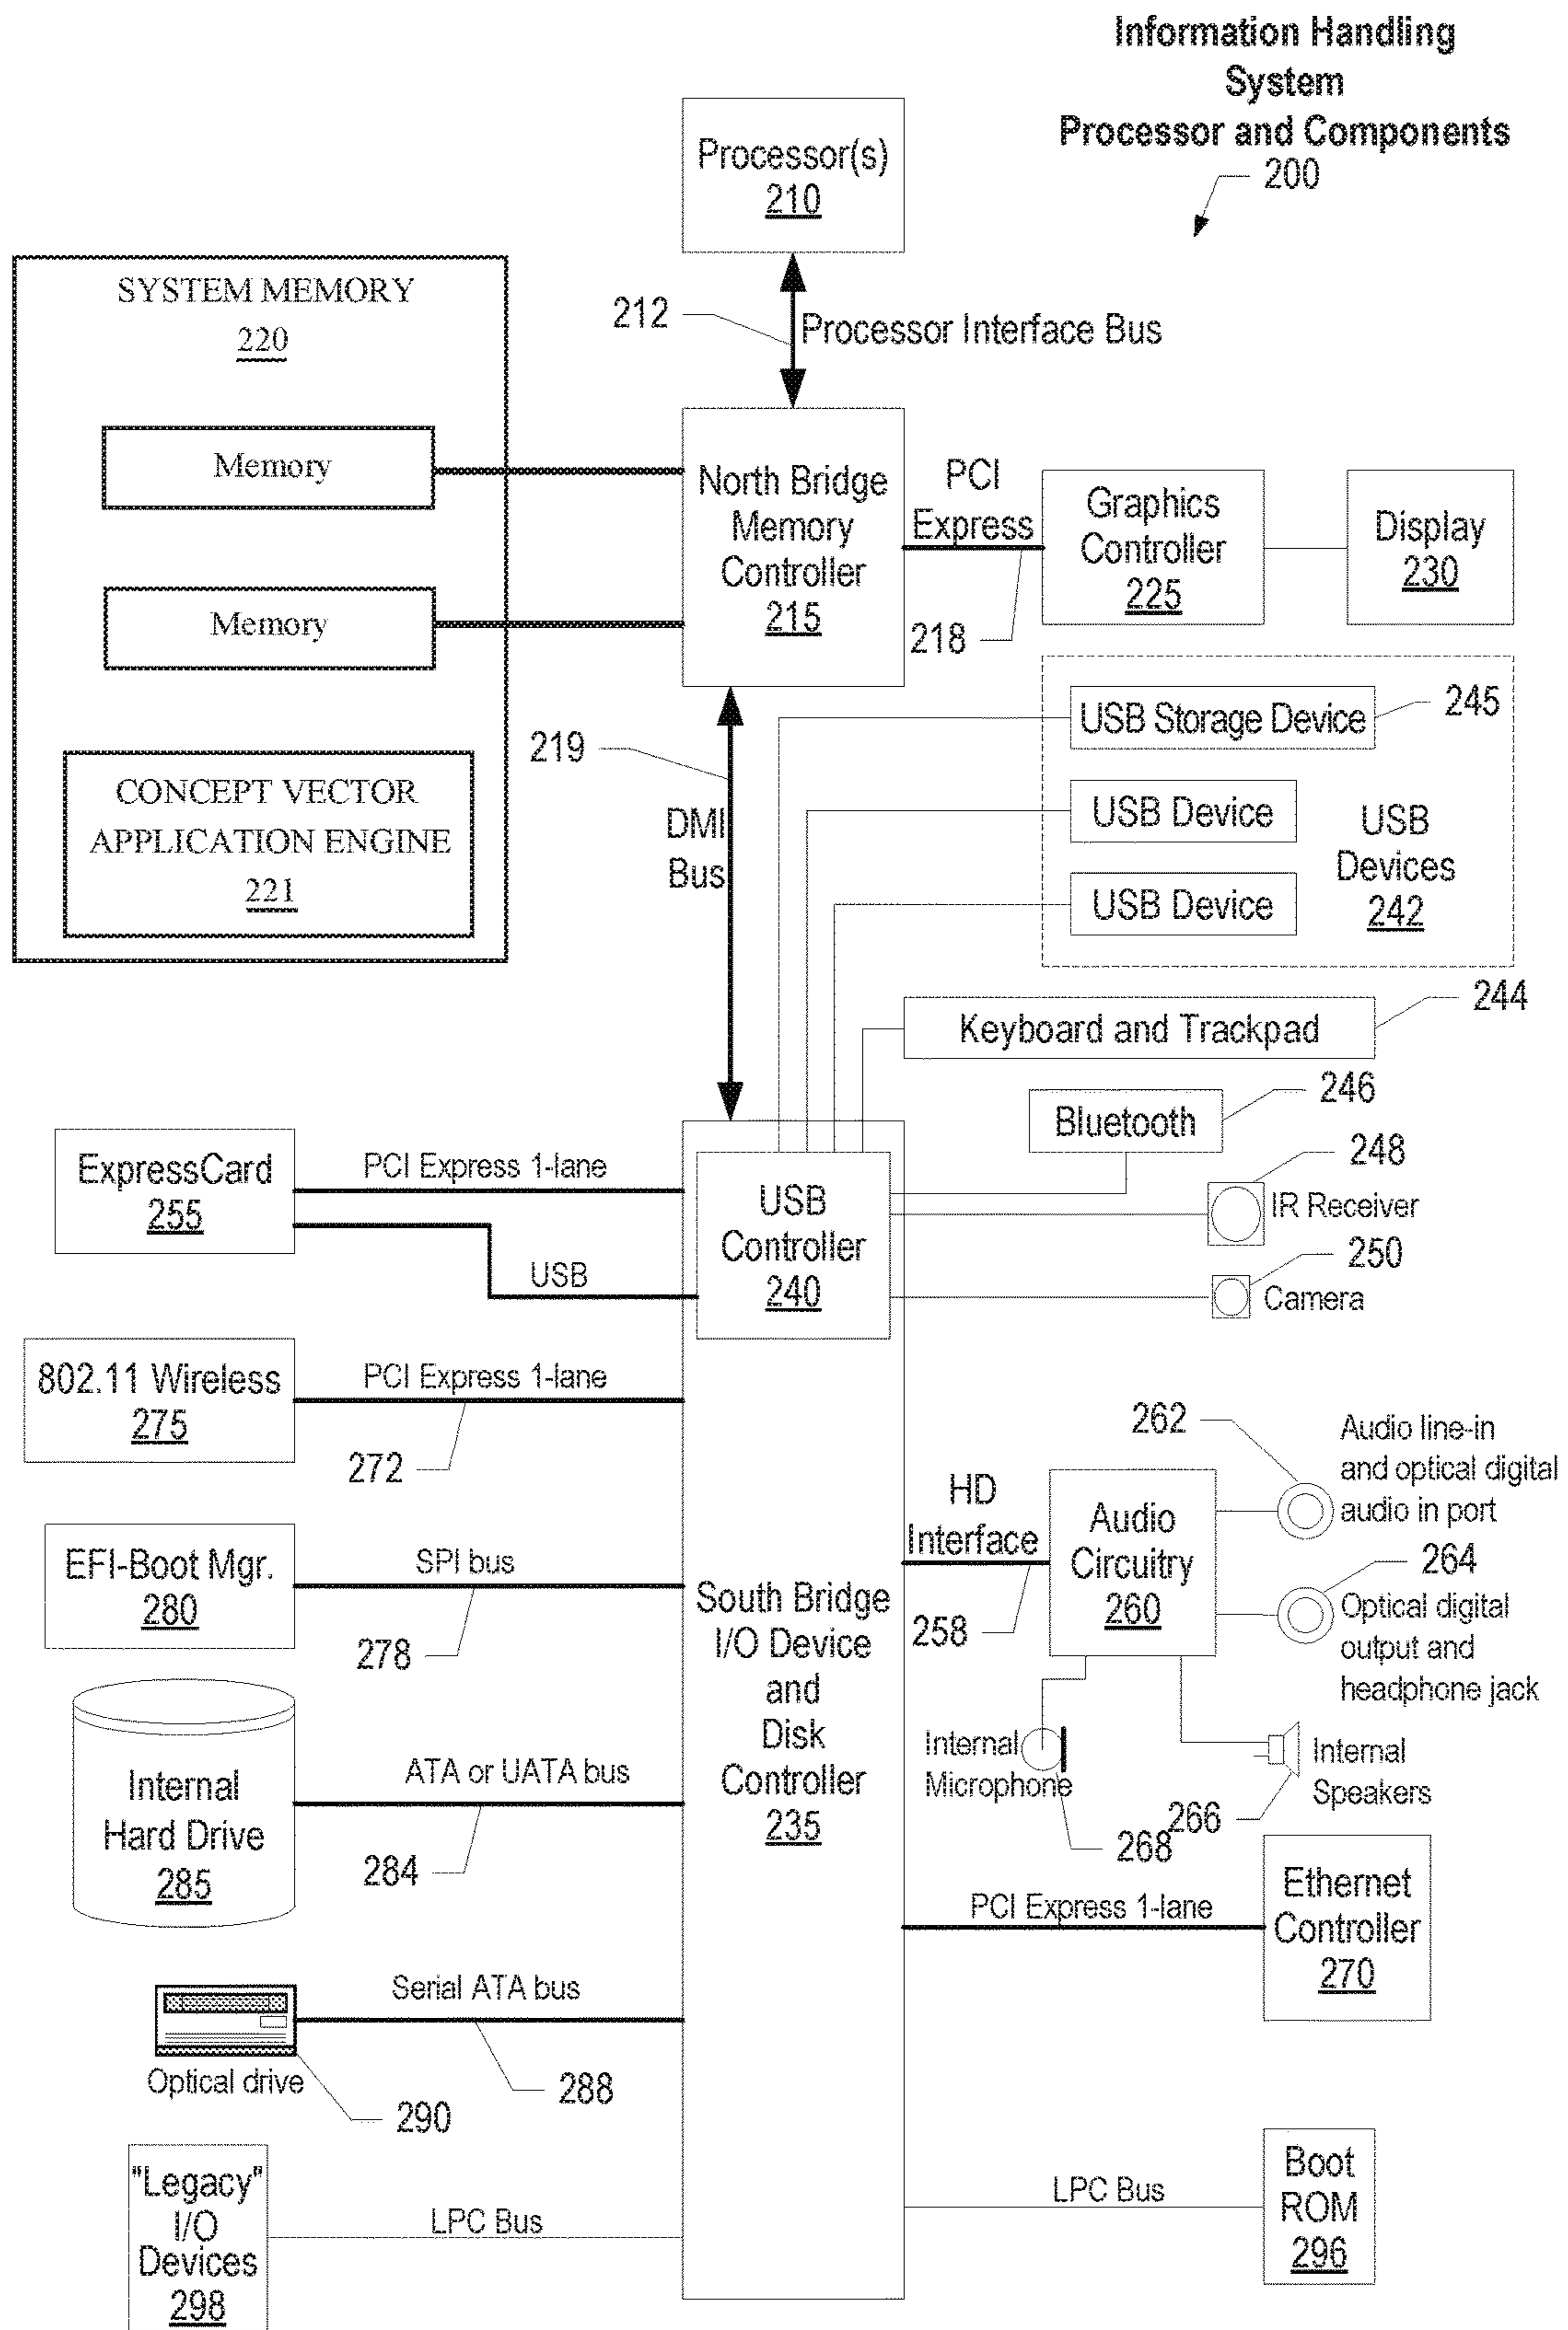 Information Handling
System
Processor and Components
200
Processor(s)
210
212
Processor Interface Bus
SYSTEM MEMORY
220
Memory
Memory
CONCEPT VECTOR
APPLICATION ENGINE
221
North Bridge
Memory
Controller
215
PCI
Express
218
Graphics
Controller
225
Display
230
219
DMI
Bus
USB Storage Device
245
USB Device
USB Device
USB
Devices
242
Keyboard and Trackpad
244
Bluetooth
246
248
IR Receiver
250
Camera
ExpressCard
255
PCI Express 1-lane
USB
USB
Controller
240
802.11 Wireless
275
PCI Express 1-lane
272
EFI-Boot Mgr.
280
SPI bus
278
Internal
Hard Drive
285
ATA or UATA bus
284
South Bridge
I/O Device
and
Disk
Controller
235
HD
Interface
258
Audio
Circuitry
260
262
Audio line-in
and optical digital
audio in port
264
Optical digital
output and
headphone jack
Internal
Microphone
268
266
Internal
Speakers
PCI Express 1-lane
Ethernet
Controller
270
Serial ATA bus
288
Optical drive
290
"Legacy"
I/O
Devices
298
LPC Bus
LPC Bus
Boot
ROM
296